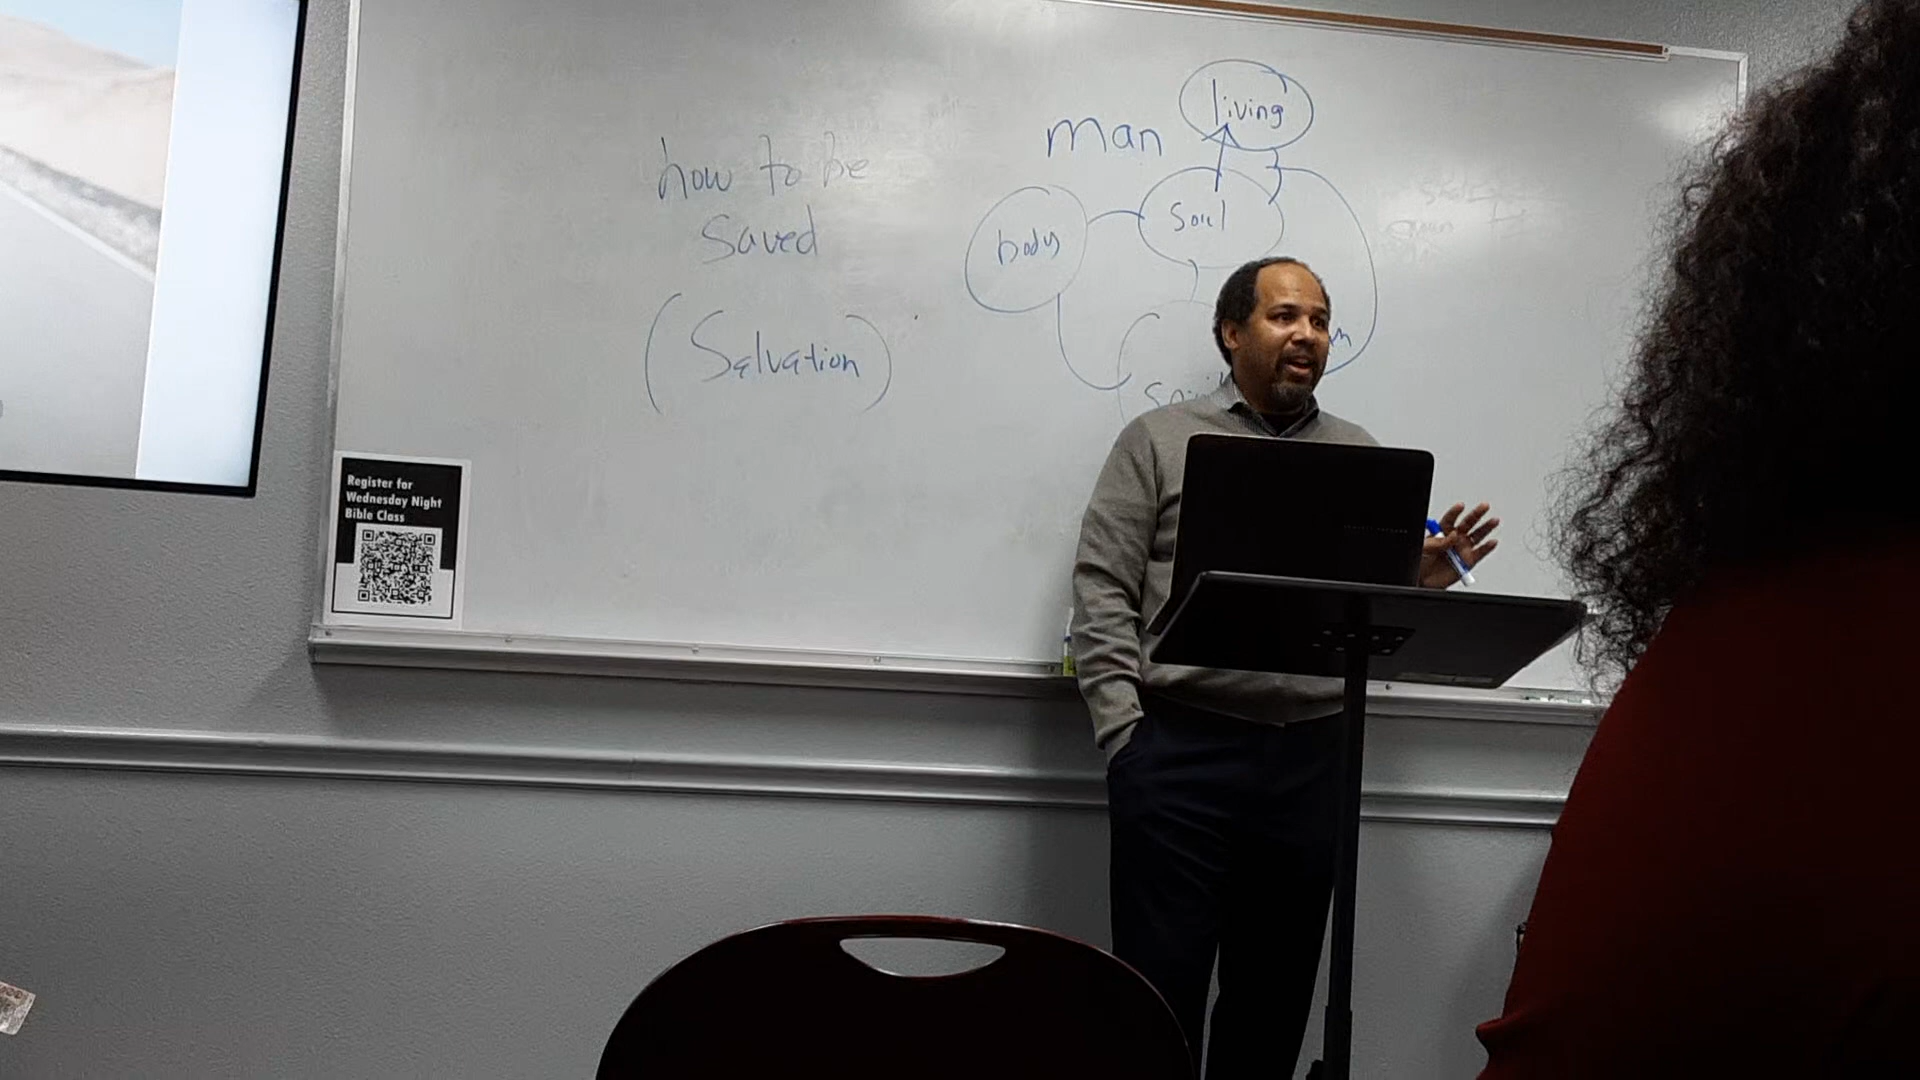 how to be
saved
(Salvation)
man
living
soul
body
Register for
Wednesday Night
Bible Class